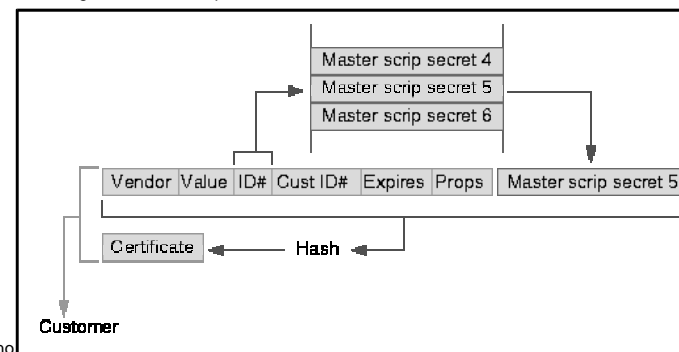 Master scrip secret 4
Master scrip secret 5
Master scrip secret 6
Vendor Value ID# Cust ID# Expires Props Master scrip secret 5
Certificate Hash
Customer